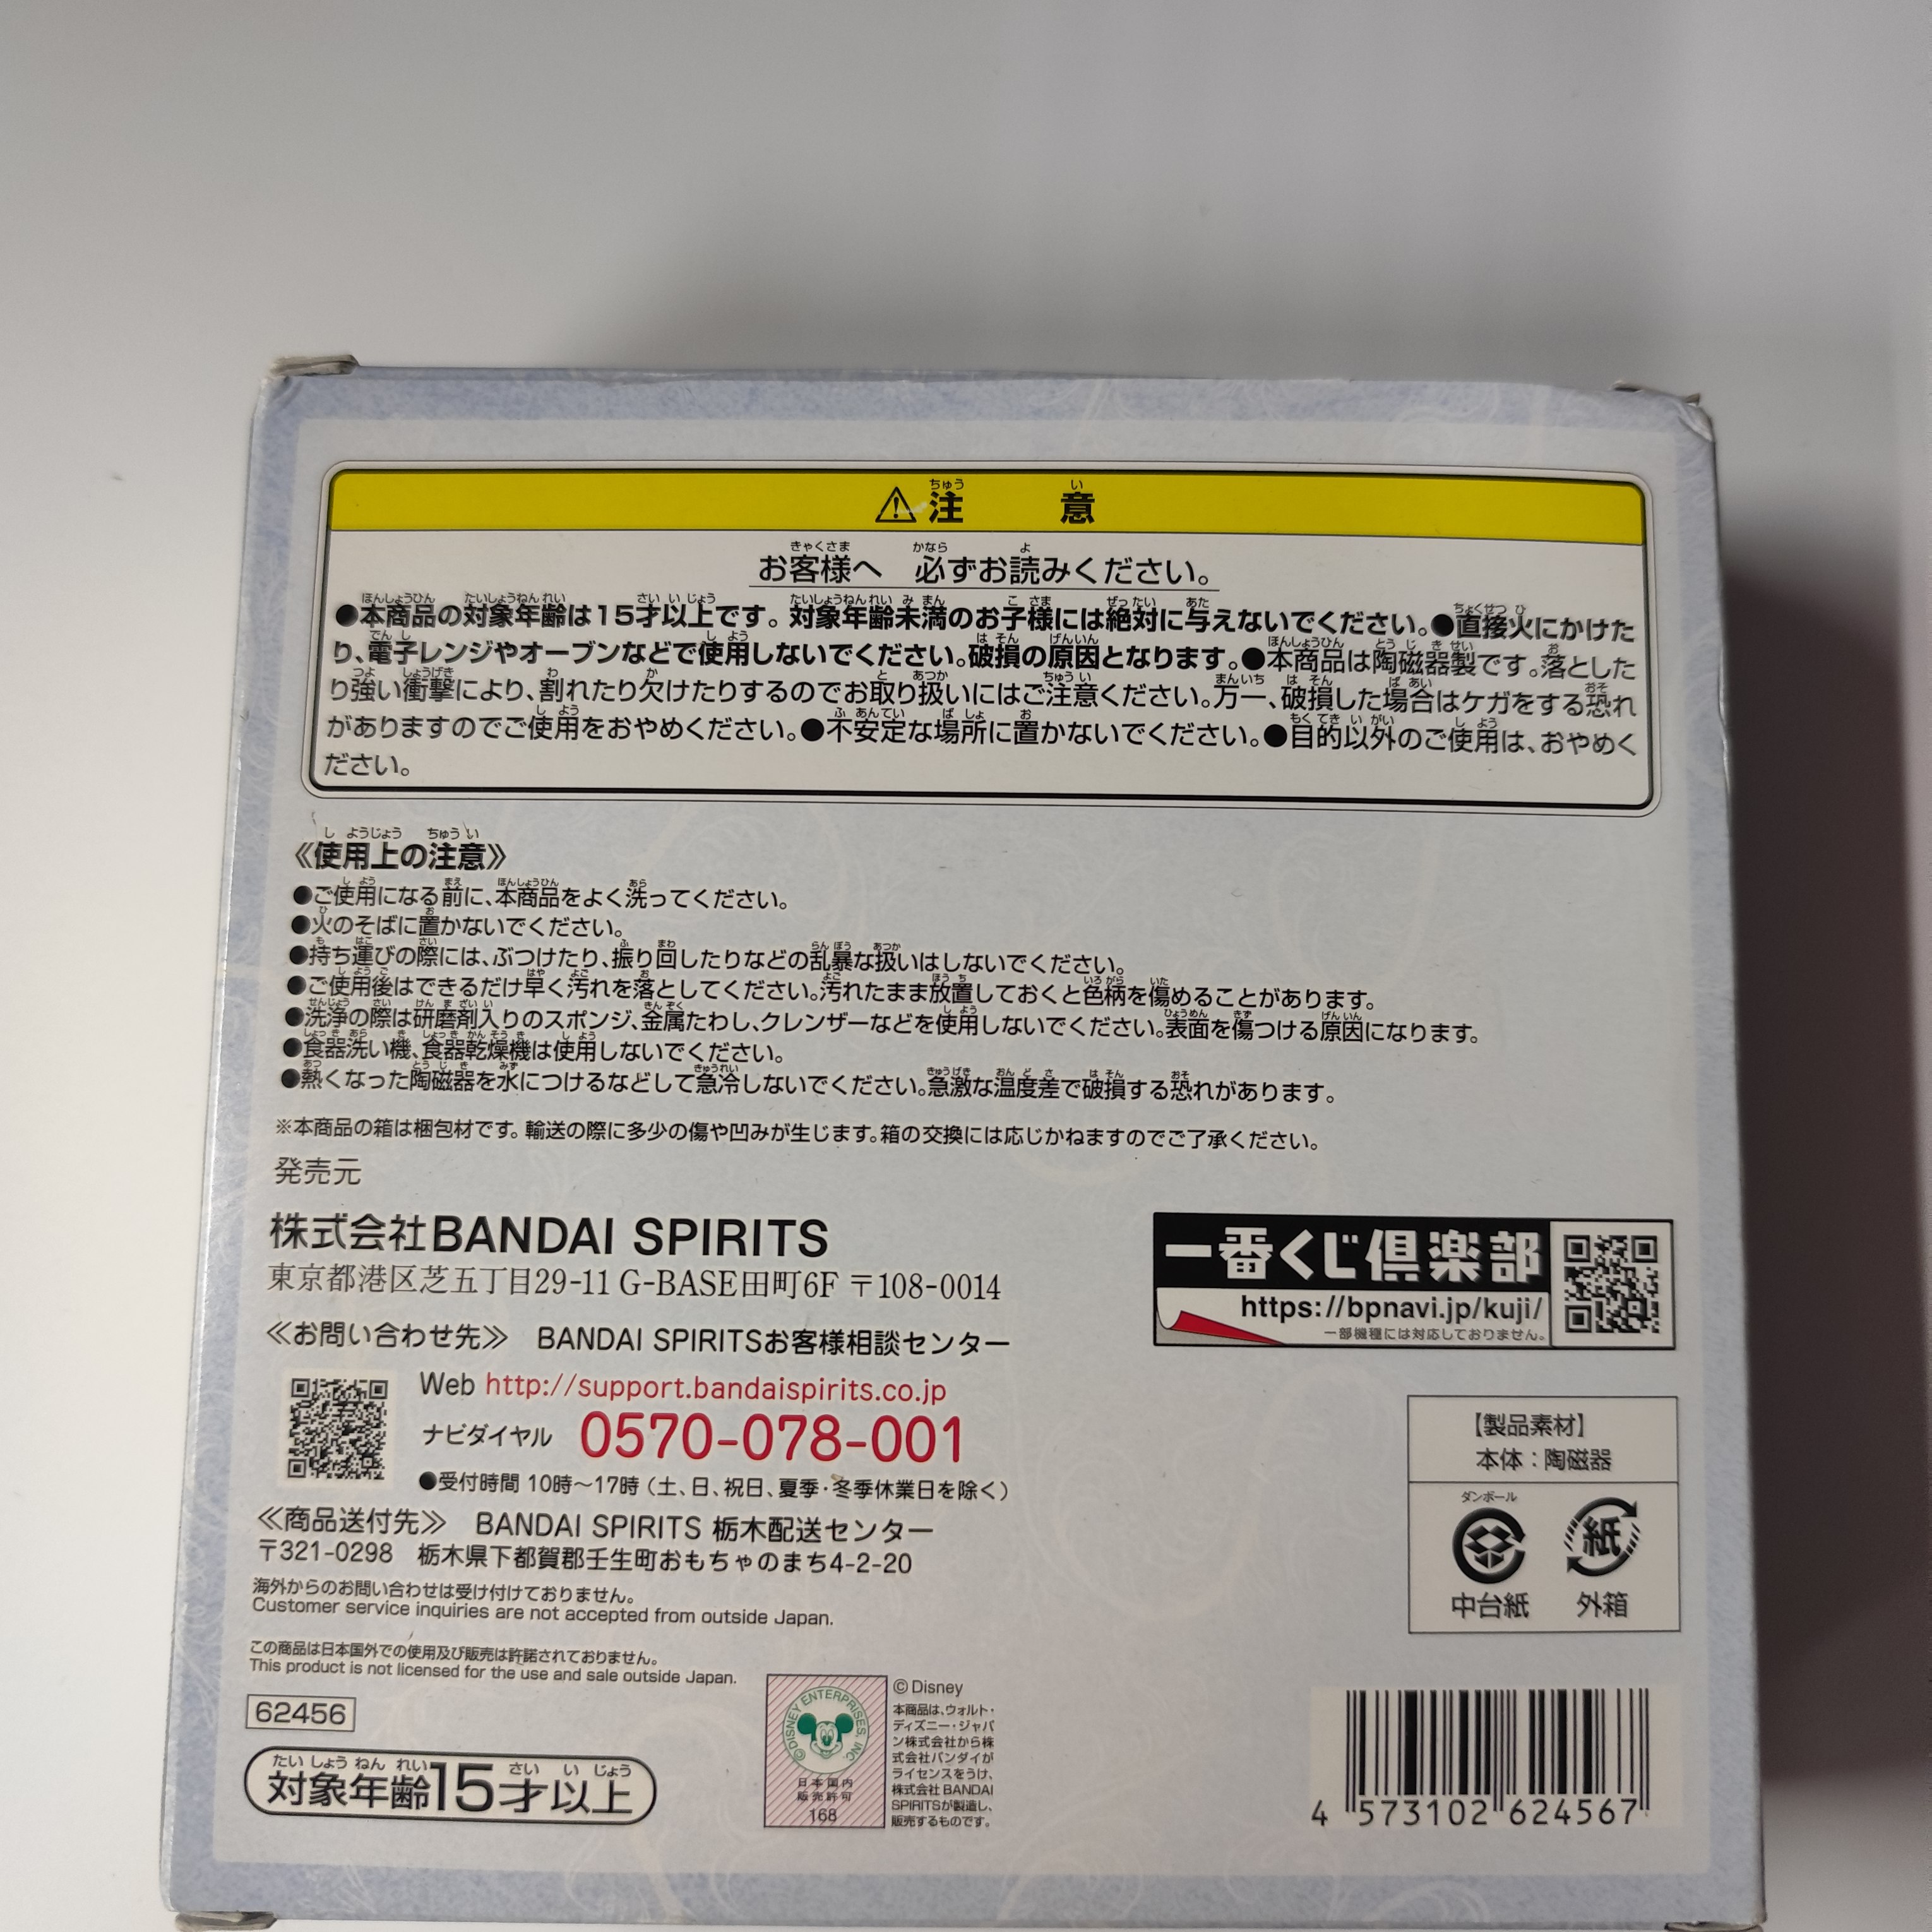 ⚠注 意
お客様へ 必ずお読みください。
●本商品の対象年齢は15才以上です。対象年齢未満のお子様には絶対に与えないでください。●直接火にかけた
り、電子レンジやオーブンなどで使用しないでください。破損の原因となります。●本商品は陶磁器製です。落とした
り強い衝撃により、割れたり欠けたりするのでお取り扱いにはご注意ください。万一、破損した場合はケガをする恐れ
がありますのでご使用をおやめください。●不安定な場所に置かないでください。●目的以外のご使用は、おやめく
ださい。
《使用上の注意》
●ご使用になる前に、本商品をよく洗ってください。
●火のそばに置かないでください。
●持ち運びの際には、ぶつけたり、振り回したりなどの乱暴な扱いはしないでください。
●ご使用後はできるだけ早く汚れを落としてください。汚れたまま放置しておくと色柄を傷めることがあります。
●洗浄の際は研磨剤入りのスポンジ、金属たわし、クレンザーなどを使用しないでください。表面を傷つける原因になります。
●食器洗い機、食器乾燥機は使用しないでください。
●熱くなった陶磁器を水につけるなどして急冷しないでください。急激な温度差で破損する恐れがあります。
※本商品の箱は梱包材です。輸送の際に多少の傷や凹みが生じます。箱の交換には応じかねますのでご了承ください。
発売元
株式会社BANDAI SPIRITS
東京都港区芝五丁目29-11 G-BASE田町6F 〒108-0014
≪お問い合わせ先≫ BANDAI SPIRITSお客様相談センター
Web http://support.bandaispirits.co.jp
ナビダイヤル 0570-078-001
●受付時間 10時〜17時(土、日、祝日、夏季・冬季休業日を除く)
≪商品送付先≫ BANDAI SPIRITS 栃木配送センター
〒321-0298 栃木県下都賀郡壬生町おもちゃのまち4-2-20
海外からのお問い合わせは受け付けておりません。
Customer service inquiries are not accepted from outside Japan.
この商品は日本国外での使用及び販売は許諾されておりません。
This product is not licensed for the use and sale outside Japan.
62456
対象年齢15才以上
©DISNEY ENTERPRISES, INC.
日本国内
販売許可
168
©Disney
本商品は、ウォルト・
ディズニー・ジャパ
ン株式会社から株
式会社バンダイが
ライセンスをうけ、
株式会社 BANDAI
SPIRITSが製造し、
販売するものです。
一番くじ倶楽部
https://bpnavi.jp/kuji/
一部機種には対応しておりません。
【製品素材】
本体:陶磁器
ダンボール
中台紙
紙
外箱
4 573102 624567